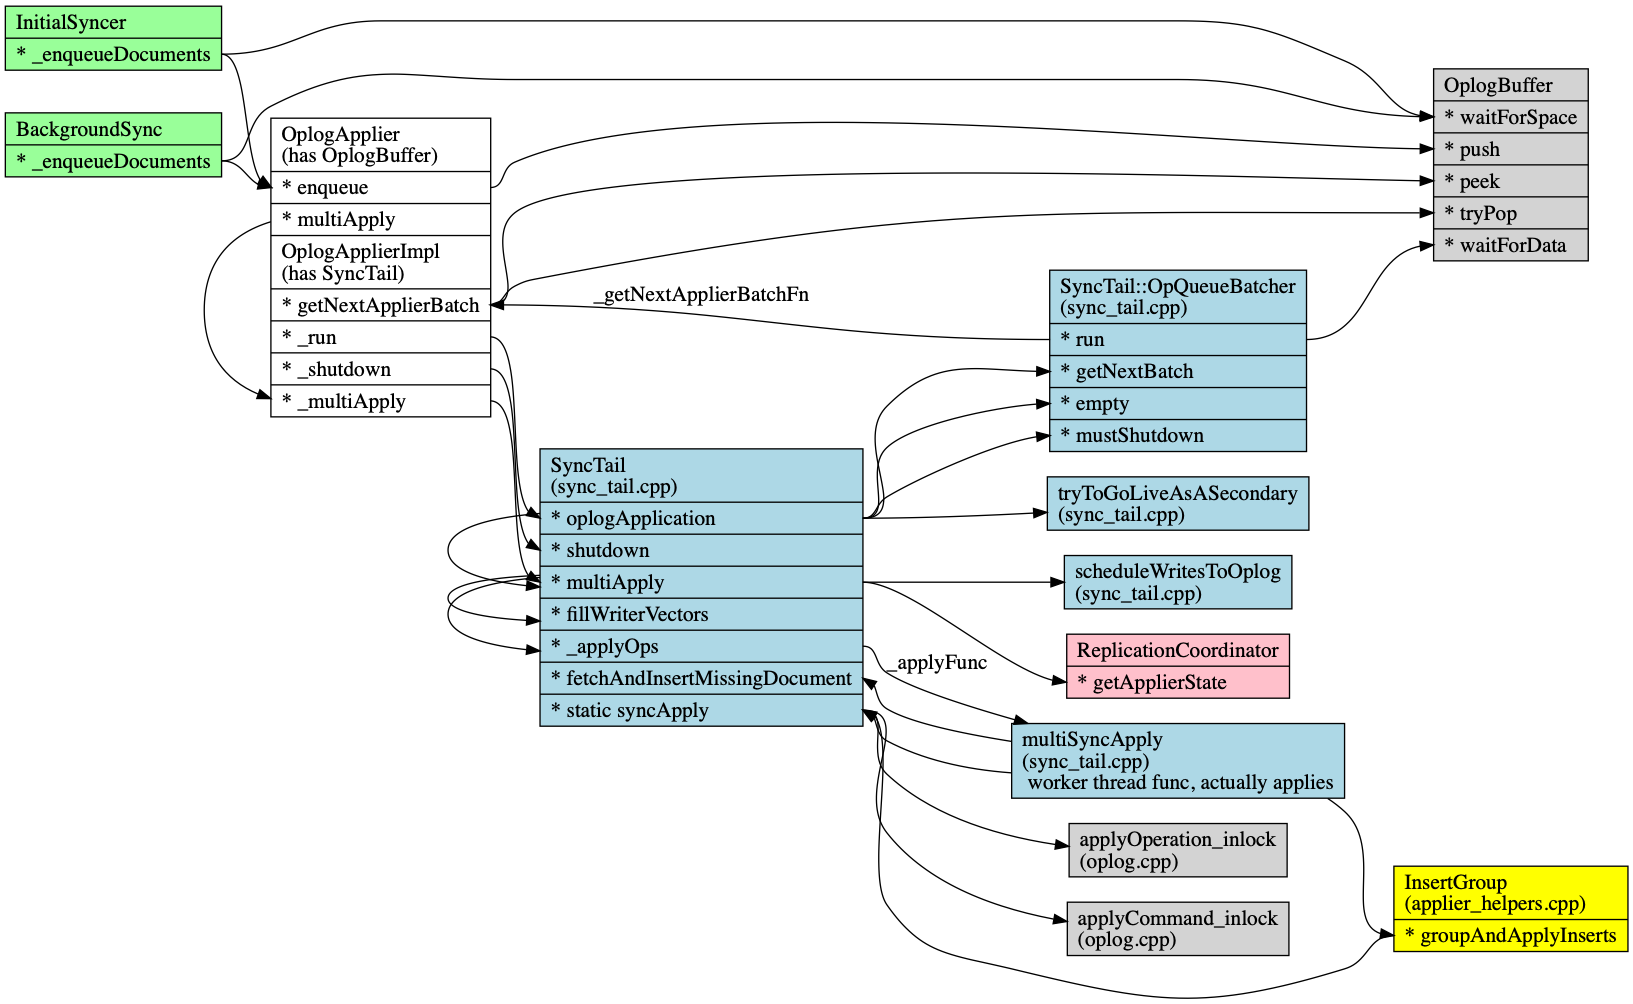 InitialSyncer
* _enqueueDocuments
BackgroundSync
* _enqueueDocuments
OplogApplier
(has OplogBuffer)
* enqueue
* multiApply
OplogApplierImpl
(has SyncTail)
* getNextApplierBatch
* _run
* _shutdown
* _multiApply
OplogBuffer
* waitForSpace
* push
* peek
* tryPop
* waitForData
_getNextApplierBatchFn
SyncTail::OpQueueBatcher
(sync_tail.cpp)
* run
* getNextBatch
* empty
* mustShutdown
SyncTail
(sync_tail.cpp)
* oplogApplication
* shutdown
* multiApply
* fillWriterVectors
* _applyOps
* fetchAndInsertMissingDocument
* static syncApply
tryToGoLiveAsASecondary
(sync_tail.cpp)
scheduleWritesToOplog
(sync_tail.cpp)
ReplicationCoordinator
* getApplierState
_applyFunc
multiSyncApply
(sync_tail.cpp)
worker thread func, actually applies
applyOperation_inlock
(oplog.cpp)
applyCommand_inlock
(oplog.cpp)
InsertGroup
(applier_helpers.cpp)
* groupAndApplyInserts